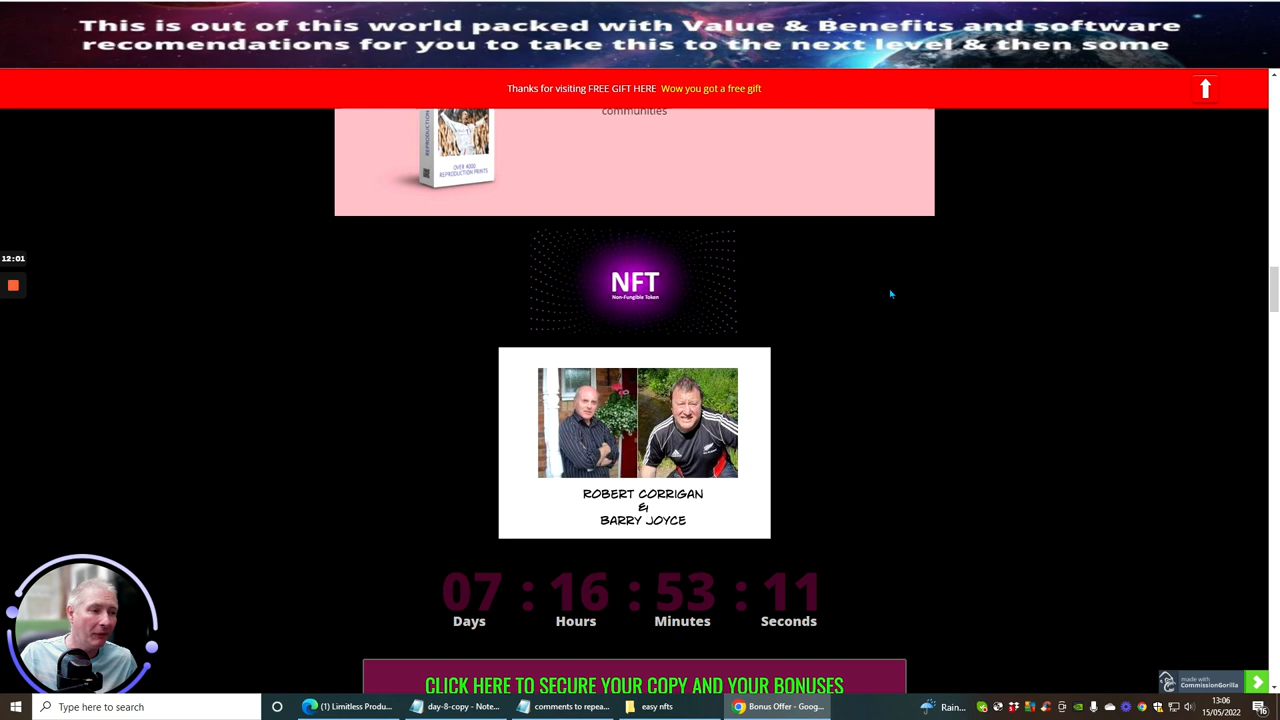 This is out of this world packed with Value & Benefits and software
recomendations for you to take this to the next level & then some
Thanks for visiting FREE GIFT HERE Wow you got a free gift
communities
REPRODUCTION
OVER 4000
REPRODUCTION PRINTS
12:01
NFT
Non-Fungible Token
ROBERT CORRIGAN
&
BARRY JOYCE
07 : 16 : 53 : 11
Days Hours Minutes Seconds
CLICK HERE TO SECURE YOUR COPY AND YOUR BONUSES
made with
CommissionGorilla
Type here to search
(1) Limitless Produ...
day-8-copy - Note...
comments to repea...
easy nfts
Bonus Offer - Goog...
Rain...
13:06
15/05/2022